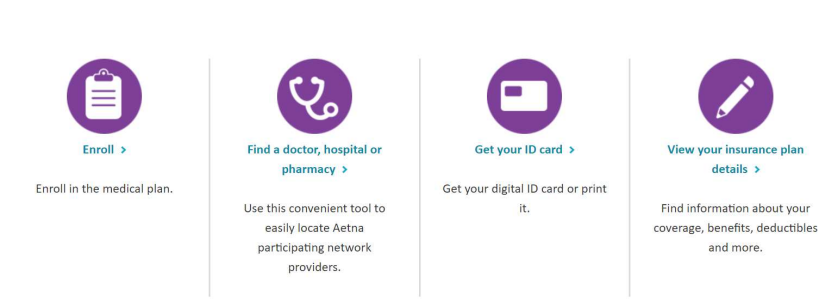 Enroll >
Enroll in the medical plan.
Find a doctor, hospital or
pharmacy >
Use this convenient tool to
easily locate Aetna
participating network
providers.
Get your ID card >
Get your digital ID card or print
it.
View your insurance plan
details >
Find information about your
coverage, benefits, deductibles
and more.